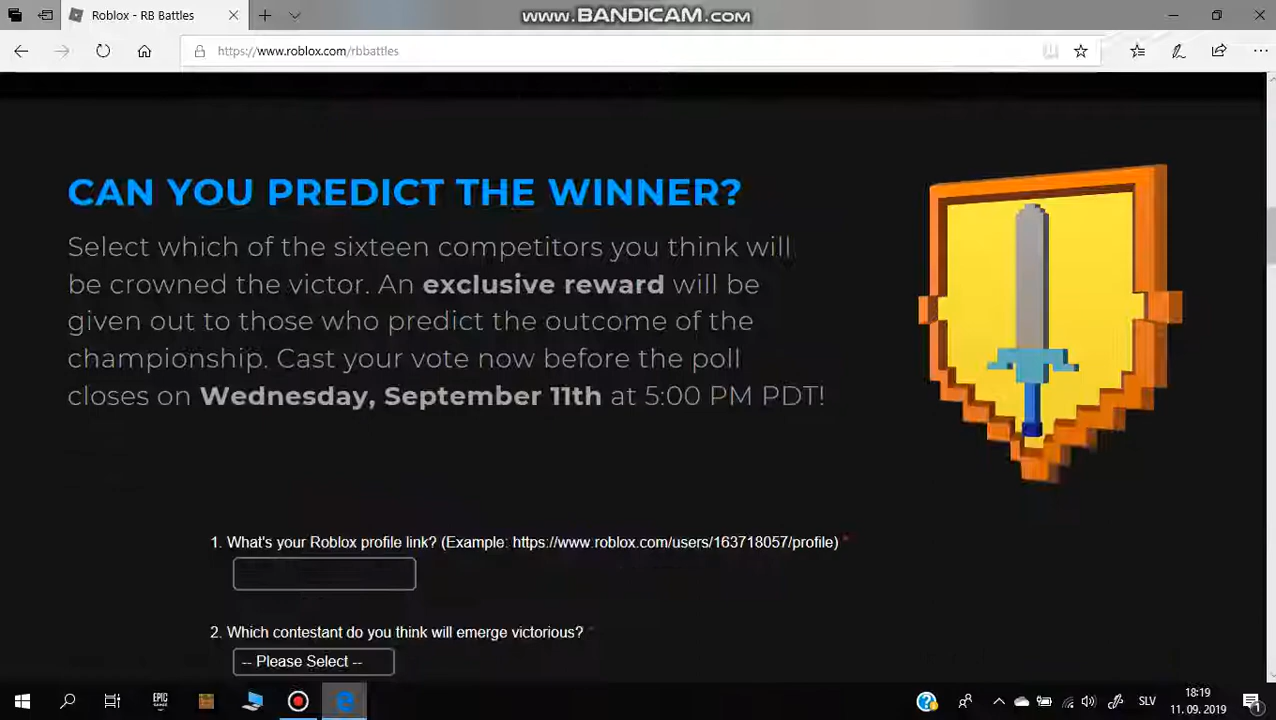 Roblox - RB Battles
www.BANDICAM.com
https://www.roblox.com/rbbattles
CAN YOU PREDICT THE WINNER?
Select which of the sixteen competitors you think will
be crowned the victor. An exclusive reward will be
given out to those who predict the outcome of the
championship. Cast your vote now before the poll
closes on Wednesday, September 11th at 5:00 PM PDT!
1. What's your Roblox profile link? (Example: https://www.roblox.com/users/163718057/profile) *
2. Which contestant do you think will emerge victorious? *
-- Please Select --
EPIC
GAMES
SLV
18:19
11. 09. 2019
1